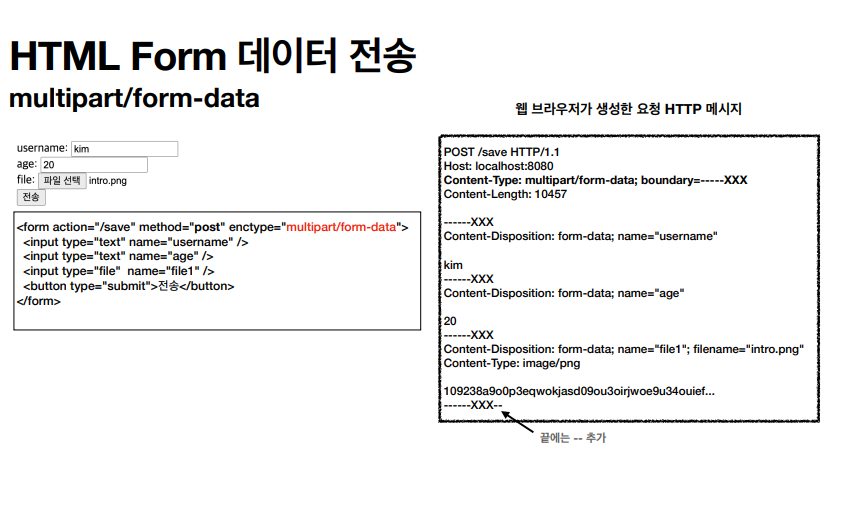 HTML Form 데이터 전송
multipart/form-data
username: kim
age: 20
file: 파일 선택 intro.png
전송
<form action="/save" method="post" enctype="multipart/form-data">
<input type="text" name="username" />
<input type="text" name="age" />
<input type="file" name="file1" />
<button type="submit">전송</button>
</form>
웹 브라우저가 생성한 요청 HTTP 메시지
POST /save HTTP/1.1
Host: localhost:8080
Content-Type: multipart/form-data; boundary=-----XXX
Content-Length: 10457
------XXX
Content-Disposition: form-data; name="username"
kim
------XXX
Content-Disposition: form-data; name="age"
20
------XXX
Content-Disposition: form-data; name="file1"; filename="intro.png"
Content-Type: image/png
109238a9o0p3eqwokjasd09ou3oirjwoe9u34ouief...
------XXX--
끝에는 -- 추가